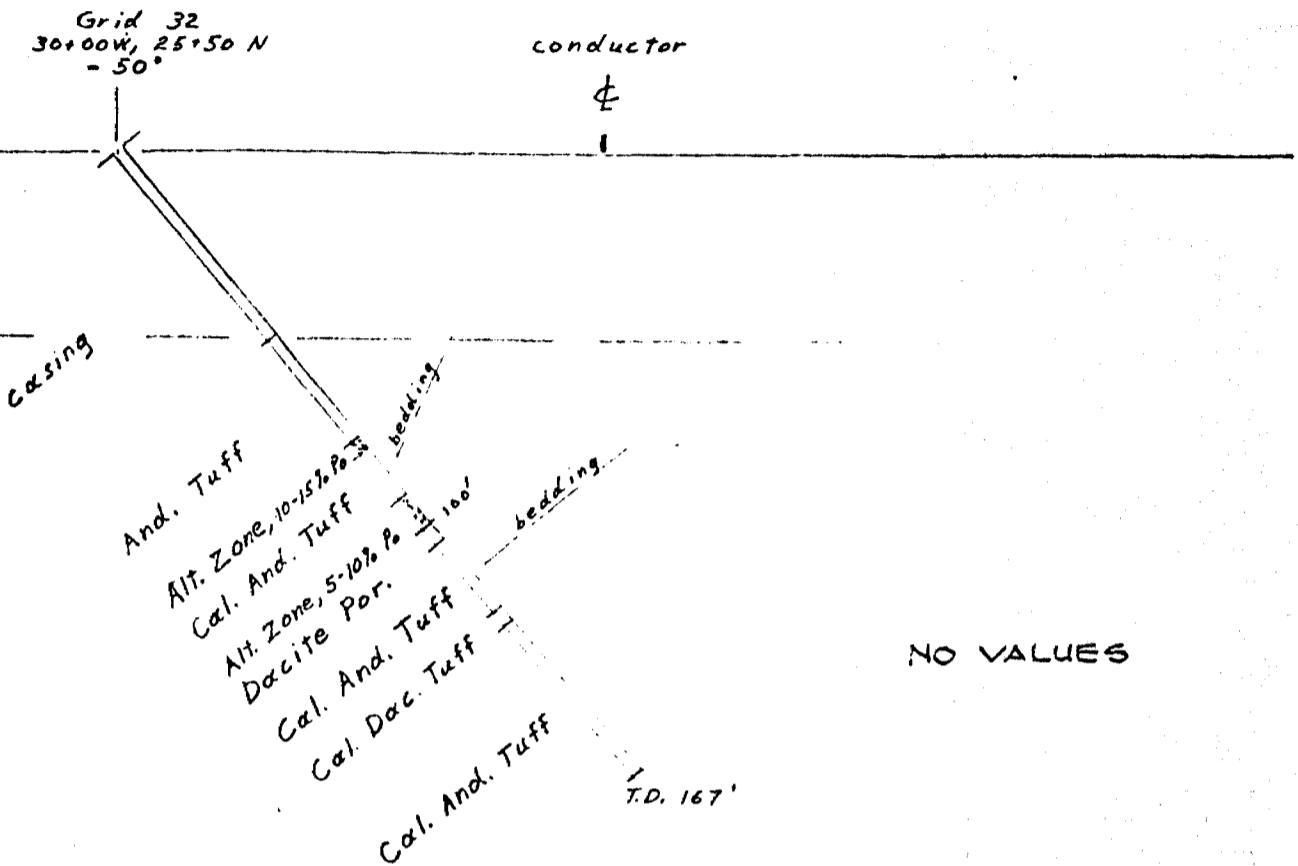 Grid 32
30+00W, 25+50 N
- 50°
conductor
℄
casing
bedding
And. Tuff
Alt. Zone, 10-15% Po
Cal. And. Tuff
100'
bedding
Alt. Zone, 5-10% Po
Dacite Por.
Cal. And. Tuff
Cal. Dac. Tuff
Cal. And. Tuff
NO VALUES
T.D. 167'